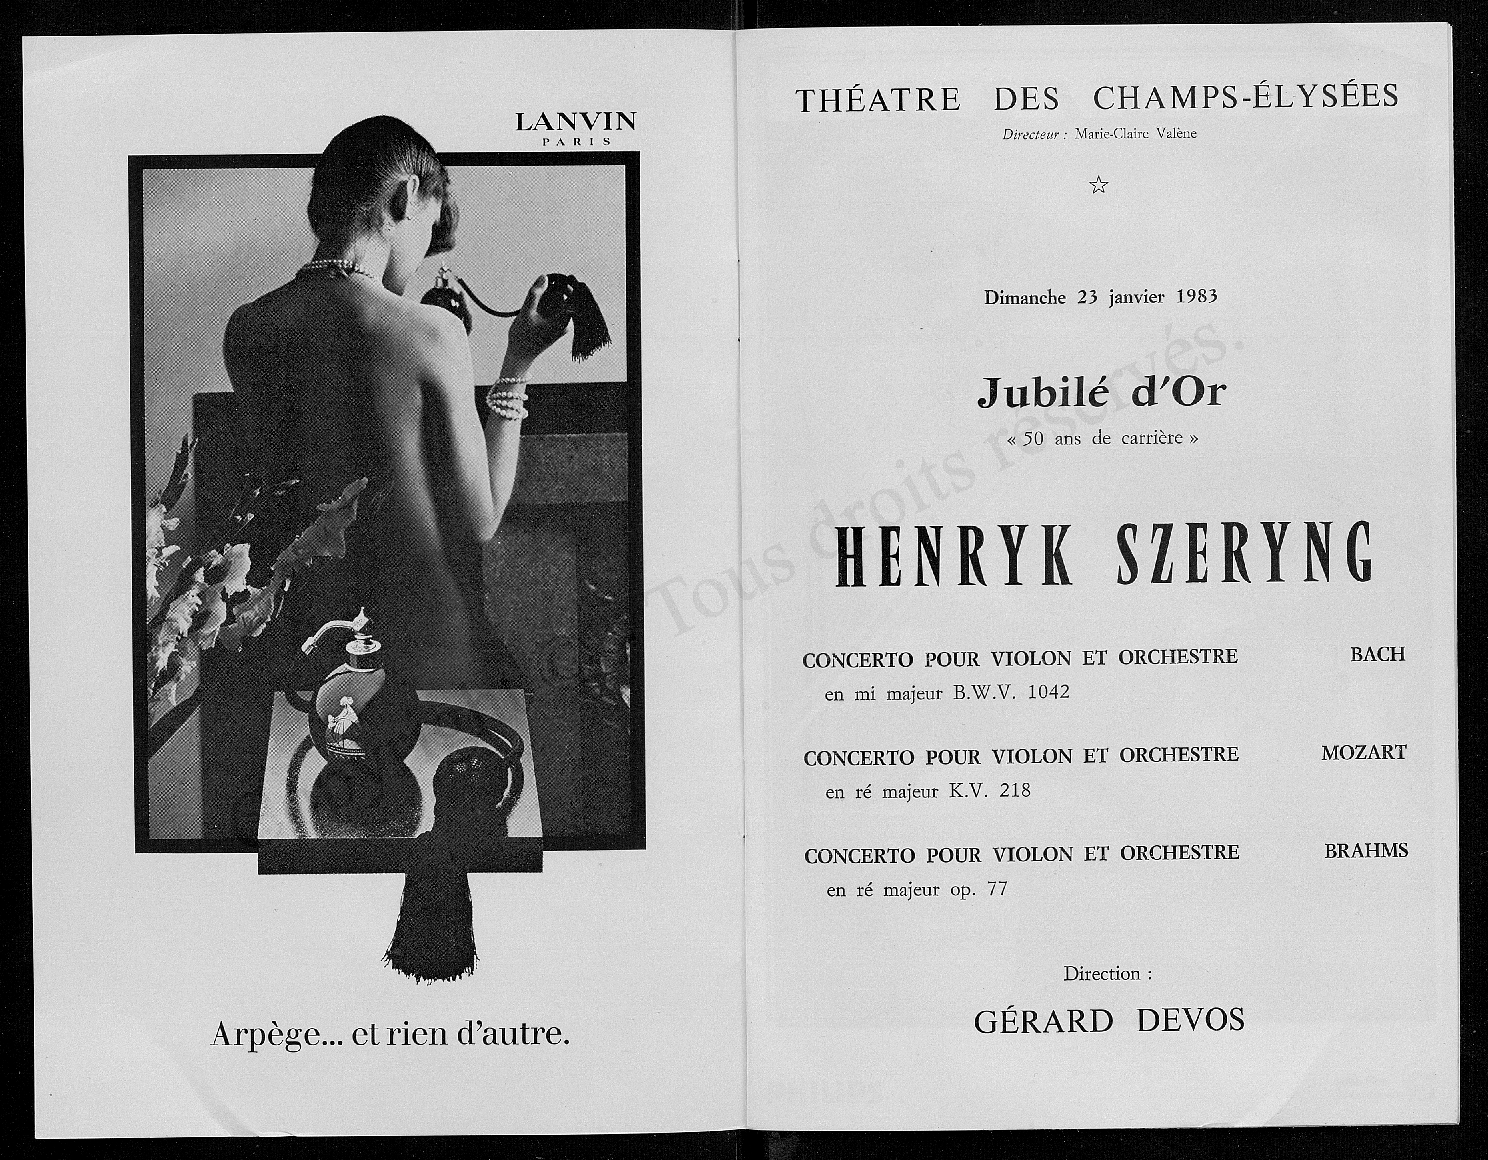 LANVIN
PARIS
Arpège... et rien d'autre.
THÉATRE DES CHAMPS-ÉLYSÉES
Directeur : Marie-Claire Valène
Dimanche 23 janvier 1983
Jubilé d'Or
« 50 ans de carrière »
HENRYK SZERYNG
CONCERTO POUR VIOLON ET ORCHESTRE BACH
en mi majeur B.W.V. 1042
CONCERTO POUR VIOLON ET ORCHESTRE MOZART
en ré majeur K.V. 218
CONCERTO POUR VIOLON ET ORCHESTRE BRAHMS
en ré majeur op. 77
Direction :
GÉRARD DEVOS
Tous droits réservés.